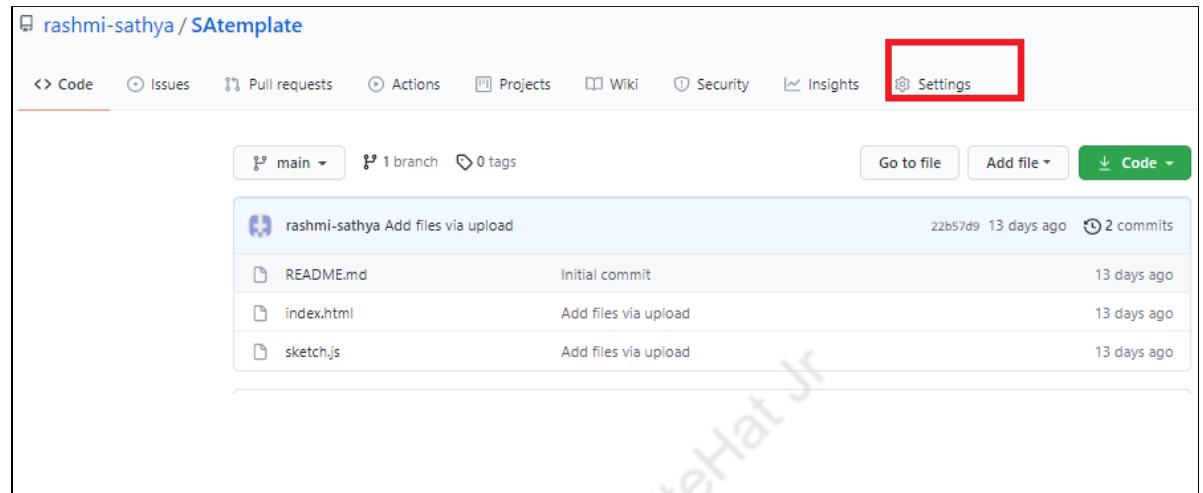 rashmi-sathya / SAtemplate
<> Code Issues Pull requests Actions Projects Wiki Security Insights Settings
main 1 branch 0 tags Go to file Add file Code
rashmi-sathya Add files via upload 22b57d9 13 days ago 2 commits
README.md Initial commit 13 days ago
index.html Add files via upload 13 days ago
sketch.js Add files via upload 13 days ago